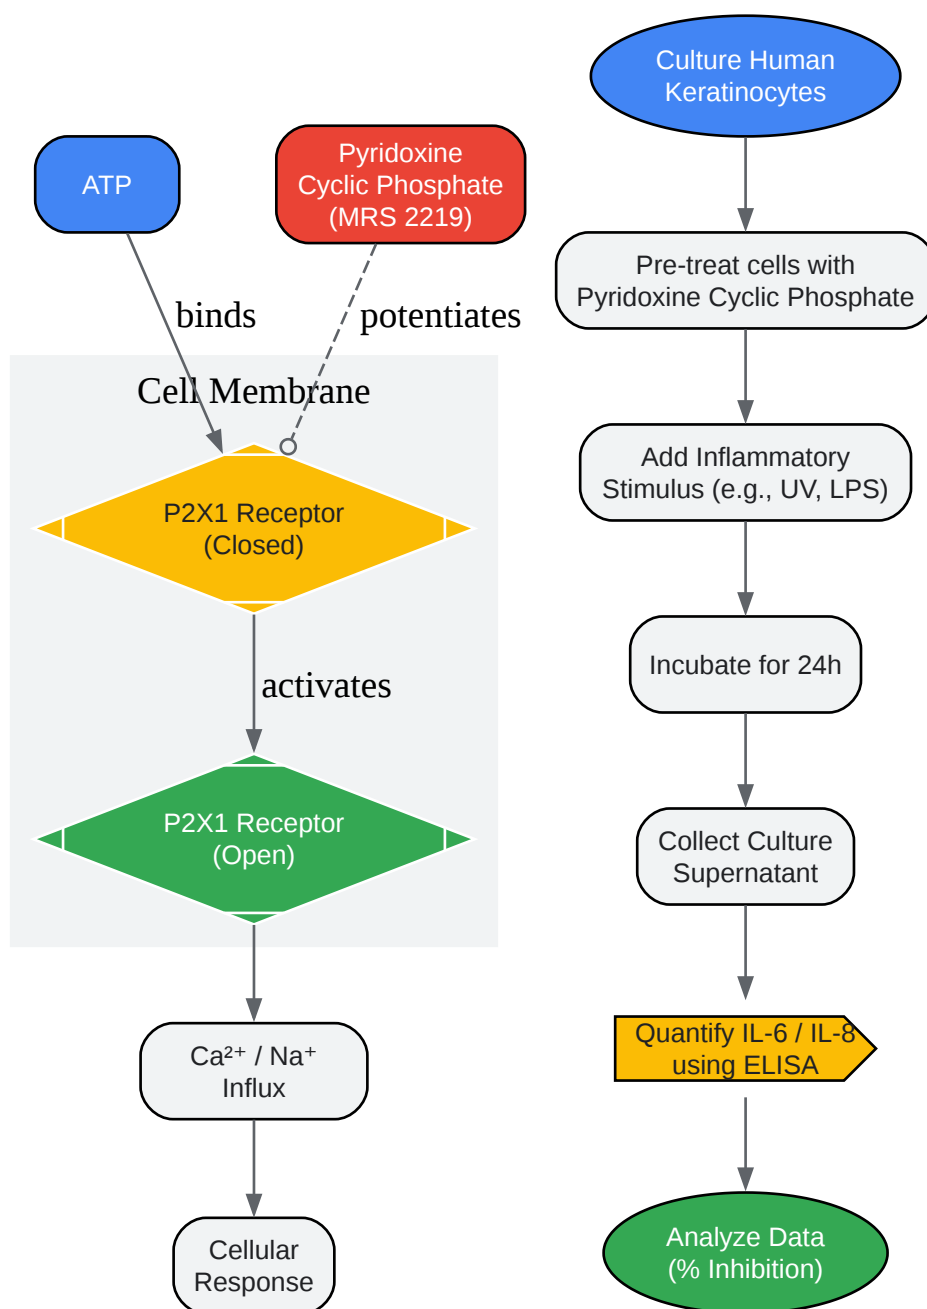 ATP
Pyridoxine
Cyclic Phosphate
(MRS 2219)
binds
potentiates
Cell Membrane
P2X1 Receptor
(Closed)
activates
P2X1 Receptor
(Open)
Ca²⁺ / Na⁺
Influx
Cellular
Response
Culture Human
Keratinocytes
Pre-treat cells with
Pyridoxine Cyclic Phosphate
Add Inflammatory
Stimulus (e.g., UV, LPS)
Incubate for 24h
Collect Culture
Supernatant
Quantify IL-6 / IL-8
using ELISA
Analyze Data
(% Inhibition)